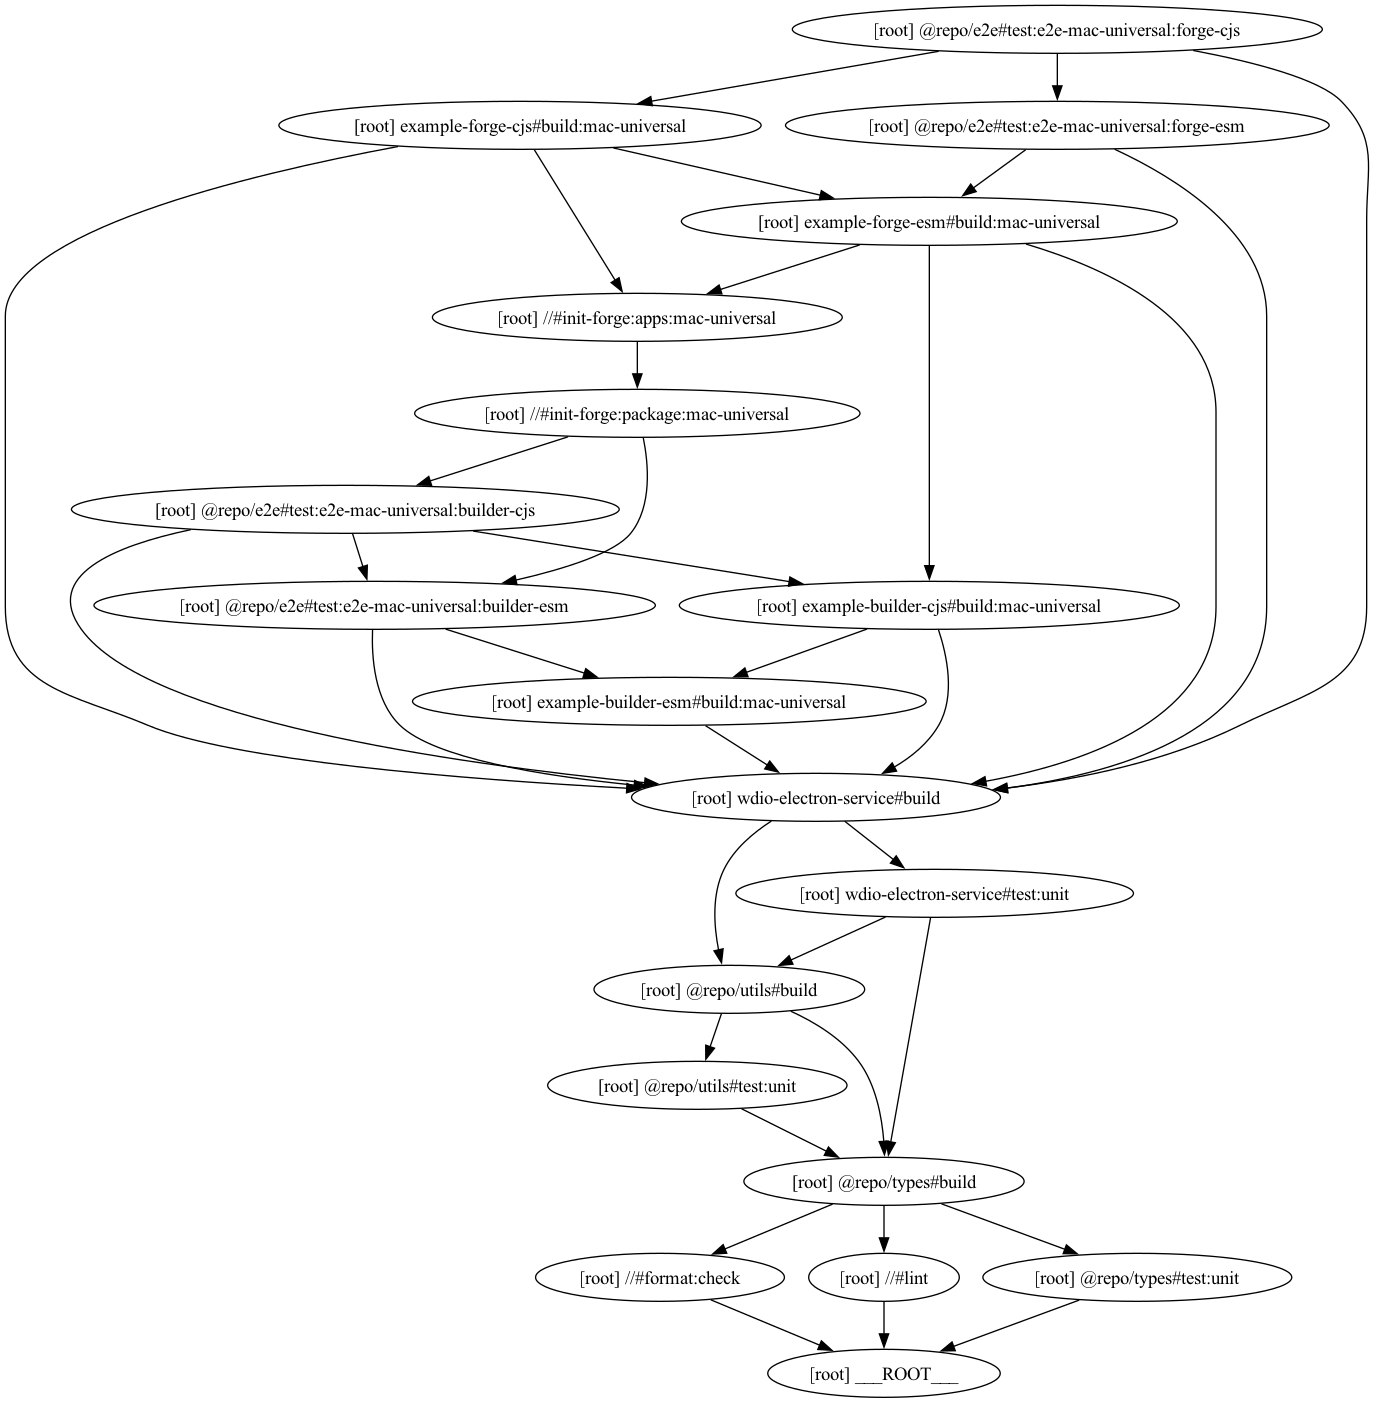 [root] @repo/e2e#test:e2e-mac-universal:forge-cjs
[root] example-forge-cjs#build:mac-universal
[root] @repo/e2e#test:e2e-mac-universal:forge-esm
[root] example-forge-esm#build:mac-universal
[root] //#init-forge:apps:mac-universal
[root] //#init-forge:package:mac-universal
[root] @repo/e2e#test:e2e-mac-universal:builder-cjs
[root] @repo/e2e#test:e2e-mac-universal:builder-esm
[root] example-builder-cjs#build:mac-universal
[root] example-builder-esm#build:mac-universal
[root] wdio-electron-service#build
[root] wdio-electron-service#test:unit
[root] @repo/utils#build
[root] @repo/utils#test:unit
[root] @repo/types#build
[root] //#format:check
[root] //#lint
[root] @repo/types#test:unit
[root] ___ROOT___